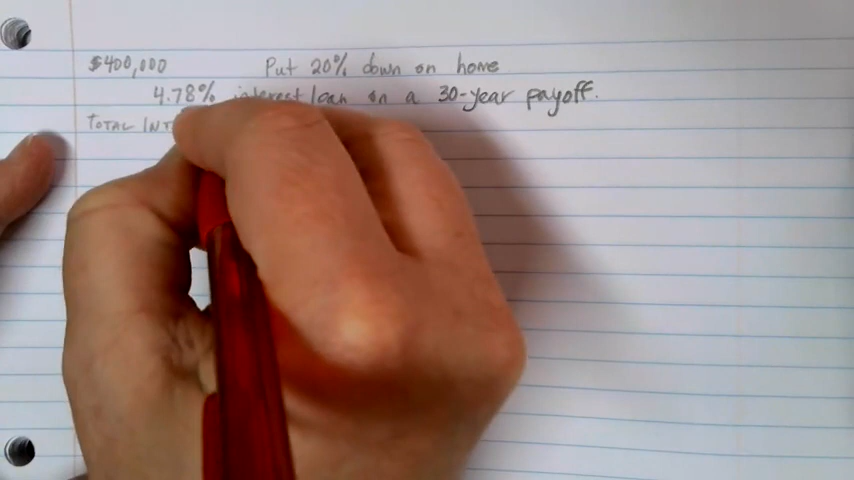 $400,000 Put 20% down on home
4.78% interest loan on a 30-year payoff.
TOTAL